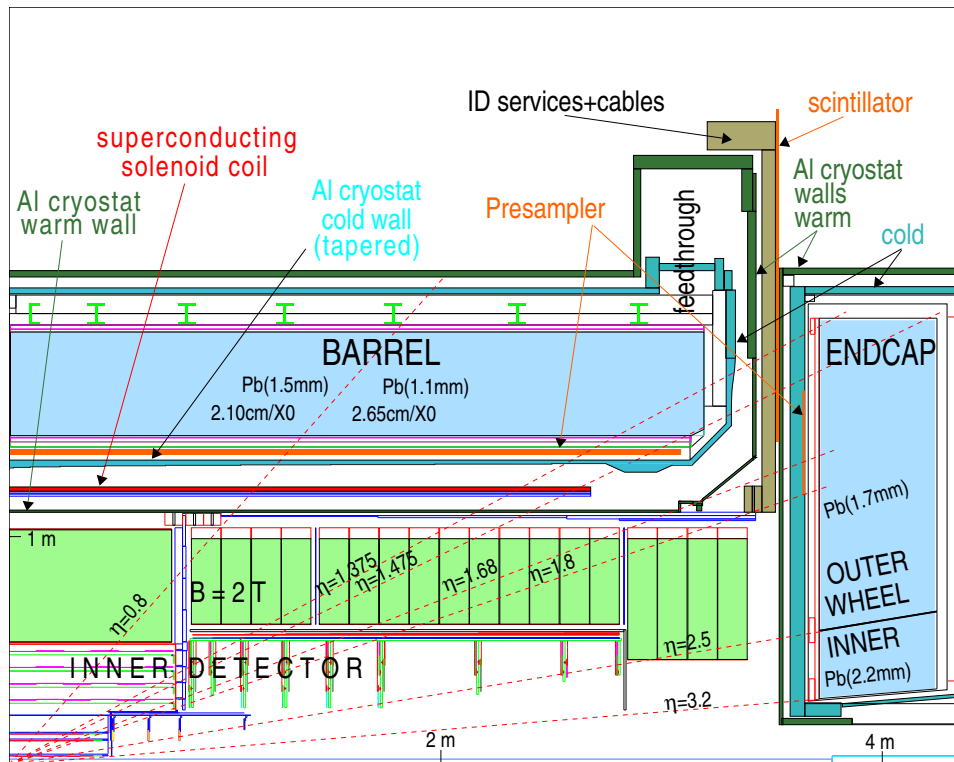 ID services+cables
scintillator
superconducting
solenoid coil
Al cryostat
warm wall
Al cryostat
cold wall
(tapered)
Presampler
feedthrough
Al cryostat
walls
warm
cold
BARREL
ENDCAP
Pb(1.5mm)
Pb(1.1mm)
2.10cm/X0
2.65cm/X0
Pb(1.7mm)
1 m
η=0.8
B = 2T
η=1.375
η=1.475
η=1.68
η=1.8
OUTER
WHEEL
η=2.5
INNER
Pb(2.2mm)
INNER DETECTOR
η=3.2
2 m
4 m